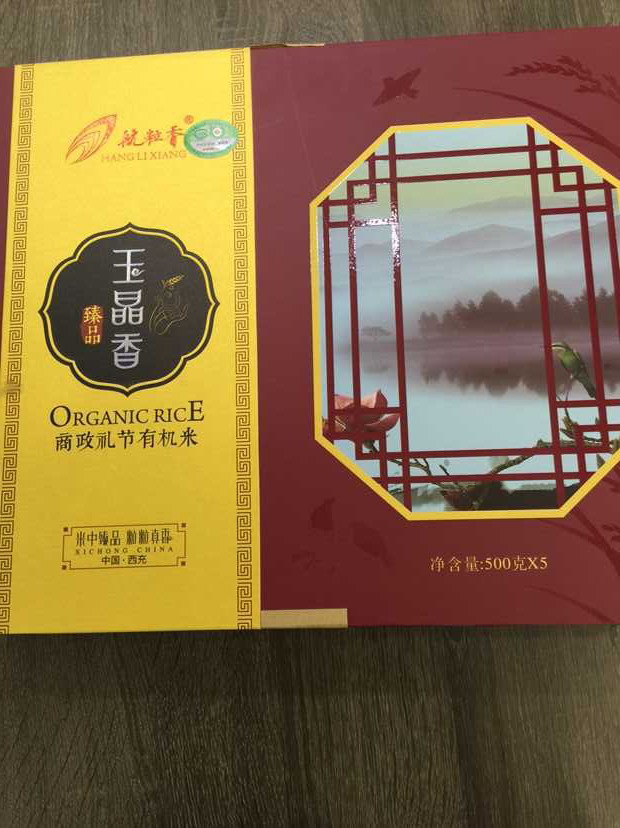 航粒香®
HANG LI XIANG
玉晶香
臻品
ORGANIC RICE
商政礼节有机米
米中臻品 粒粒真香
XICHONG CHINA
中国·西充
净含量:500克X5